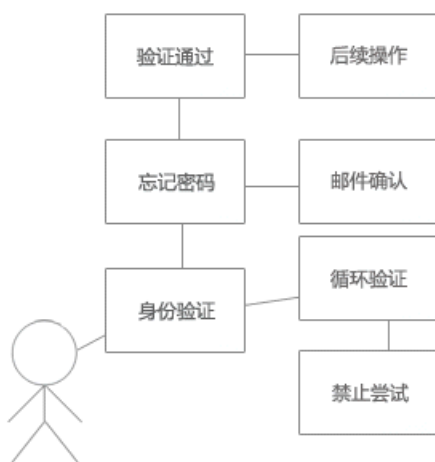 验证通过
后续操作
忘记密码
邮件确认
身份验证
循环验证
禁止尝试